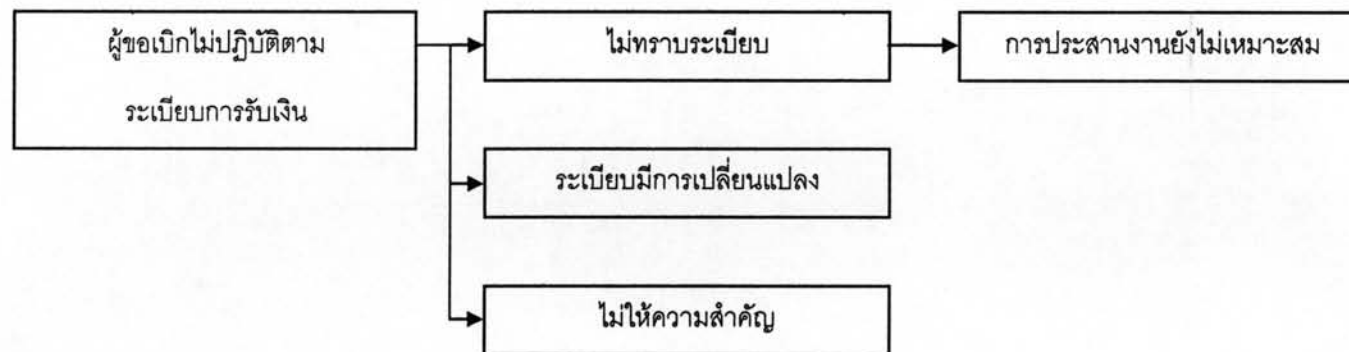 ผู้ขอเบิกไม่ปฏิบัติตาม
ระเบียบการรับเงิน
ไม่ทราบระเบียบ
การประสานงานยังไม่เหมาะสม
ระเบียบมีการเปลี่ยนแปลง
ไม่ให้ความสำคัญ